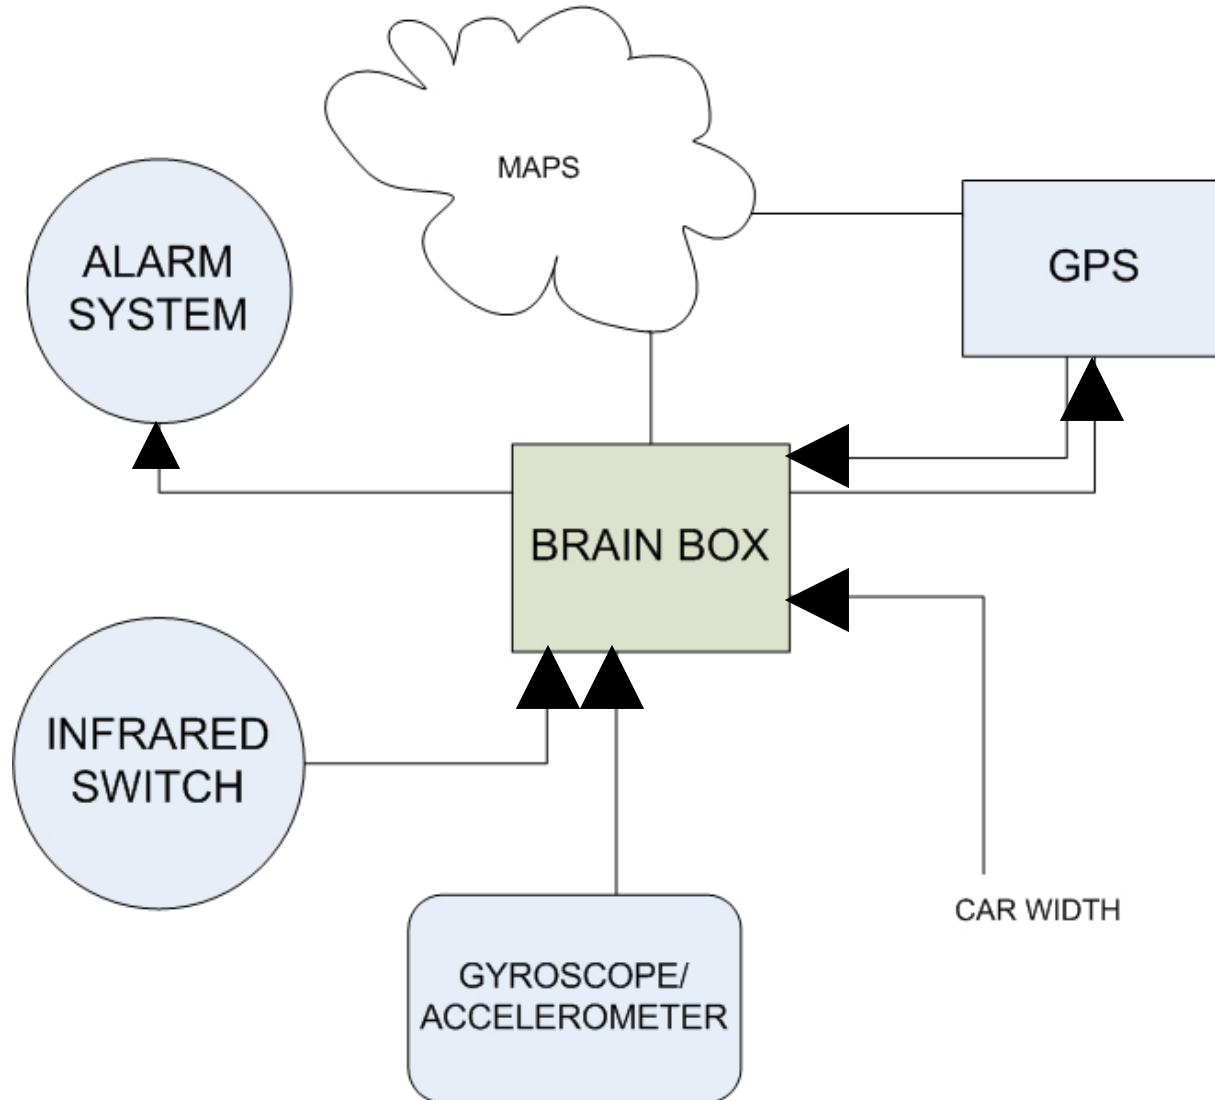 MAPS
ALARM
SYSTEM
GPS
BRAIN BOX
INFRARED
SWITCH
CAR WIDTH
GYROSCOPE/
ACCELEROMETER